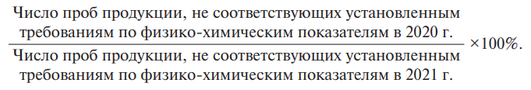 Число проб продукции, не соответствующих установленным
требованиям по физико-химическим показателям в 2020 г.
×100%.
Число проб продукции, не соответствующих установленным
требованиям по физико-химическим показателям в 2021 г.